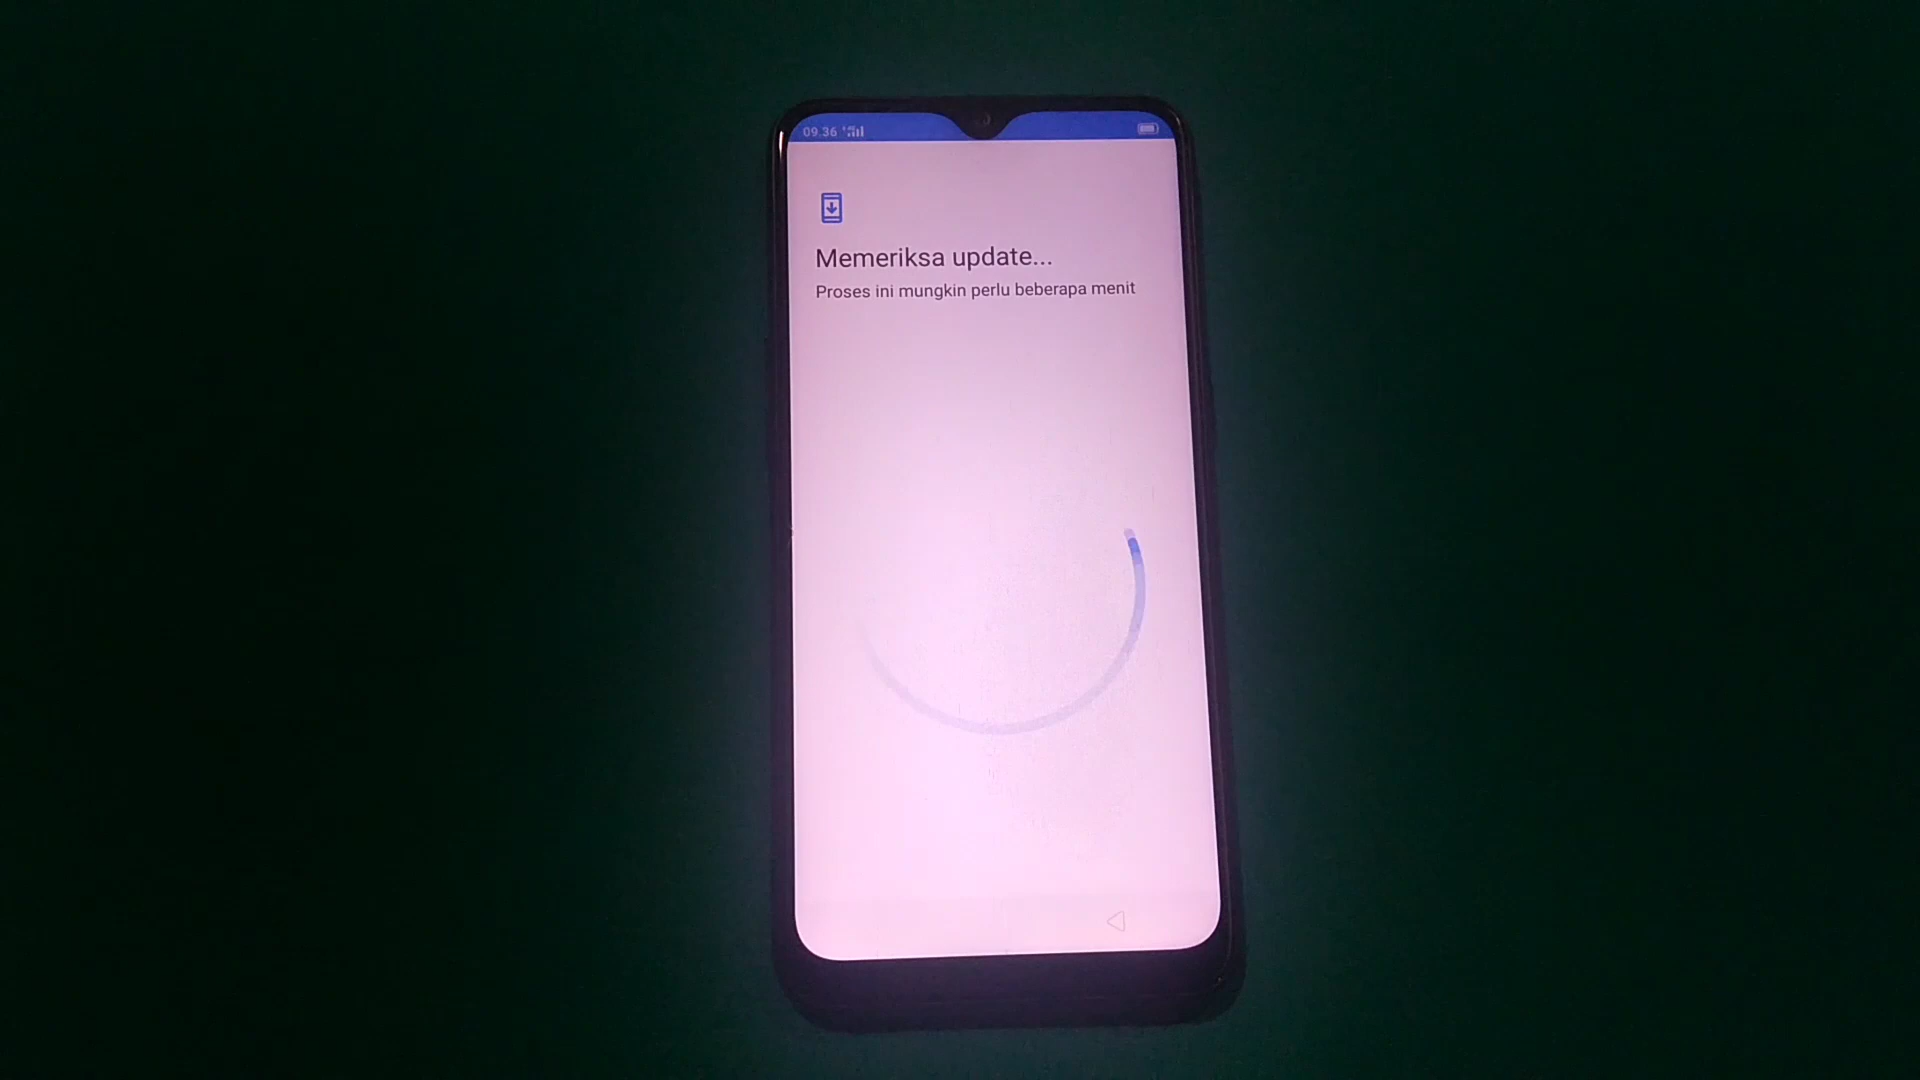 09.36
Memeriksa update...
Proses ini mungkin perlu beberapa menit